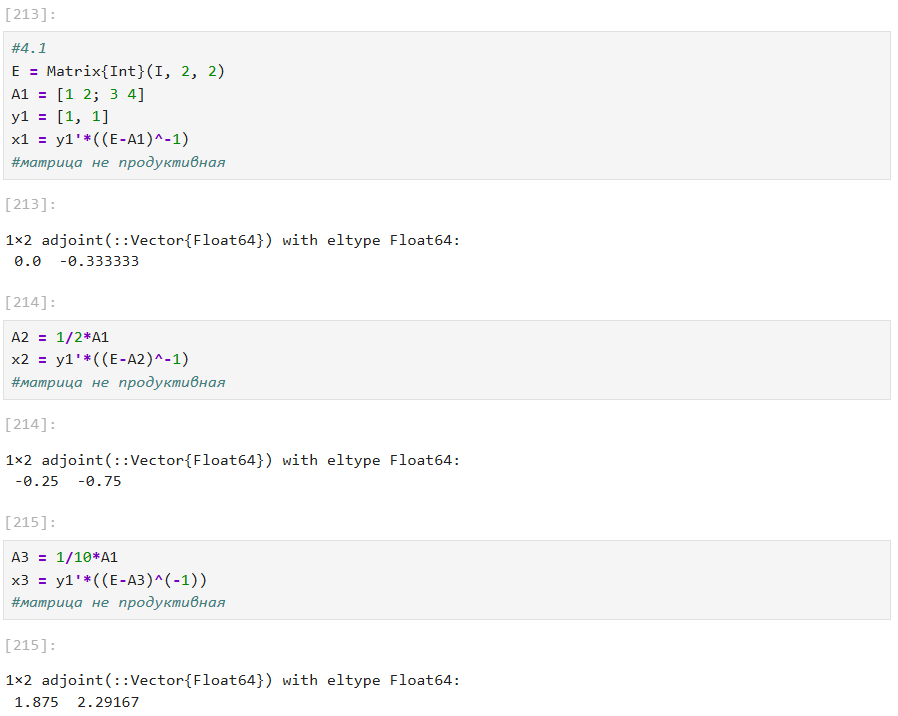 [213]:
#4.1
E = Matrix{Int}(I, 2, 2)
A1 = [1 2; 3 4]
y1 = [1, 1]
x1 = y1'*((E-A1)^-1)
#матрица не продуктивная
[213]:
1×2 adjoint(::Vector{Float64}) with eltype Float64:
0.0 -0.333333
[214]:
A2 = 1/2*A1
x2 = y1'*((E-A2)^-1)
#матрица не продуктивная
[214]:
1×2 adjoint(::Vector{Float64}) with eltype Float64:
-0.25 -0.75
[215]:
A3 = 1/10*A1
x3 = y1'*((E-A3)^(-1))
#матрица не продуктивная
[215]:
1×2 adjoint(::Vector{Float64}) with eltype Float64:
1.875 2.29167